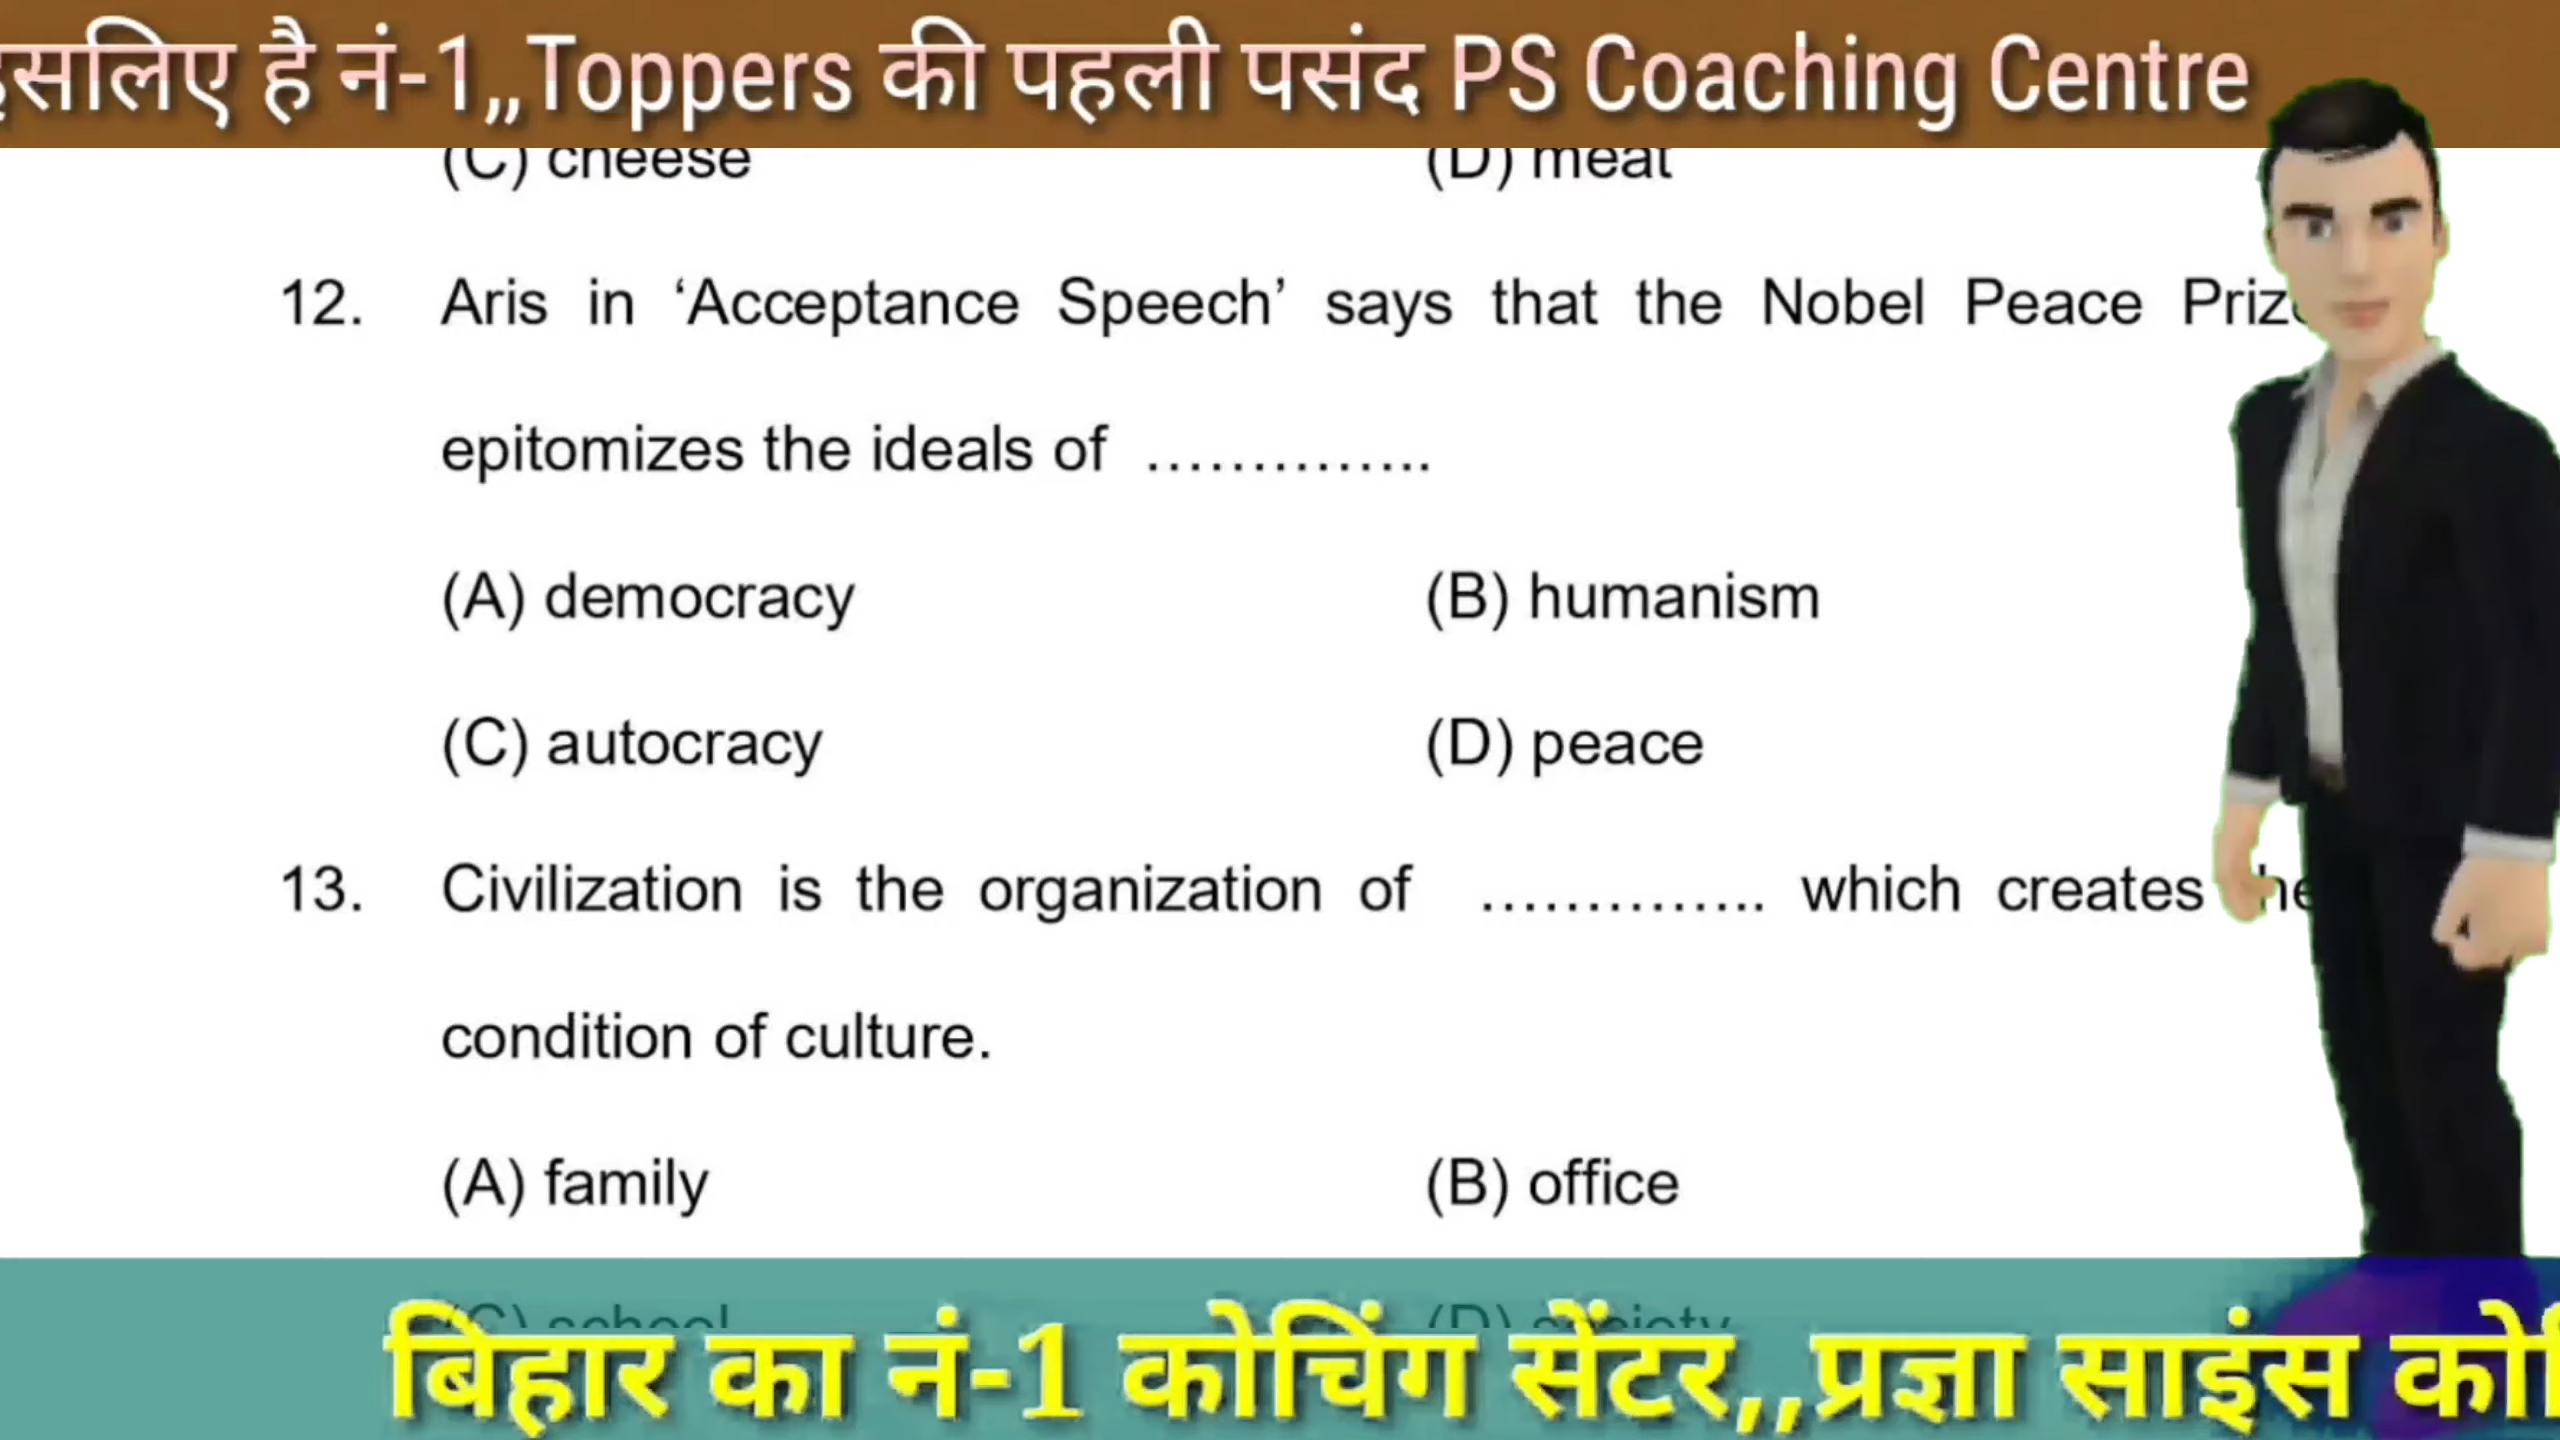 है नं-1,,Toppers की पहली पसंद PS Coaching Centre
(C) cheese (D) meat
12. Aris in ‘Acceptance Speech’ says that the Nobel Peace
epitomizes the ideals of …………..
(A) democracy (B) humanism
(C) autocracy (D) peace
13. Civilization is the organization of ………….. which creates
condition of culture.
(A) family (B) office
(C) school (D) society
बिहार का नं-1 कोचिंग सेंटर,,प्रज्ञा साइंस